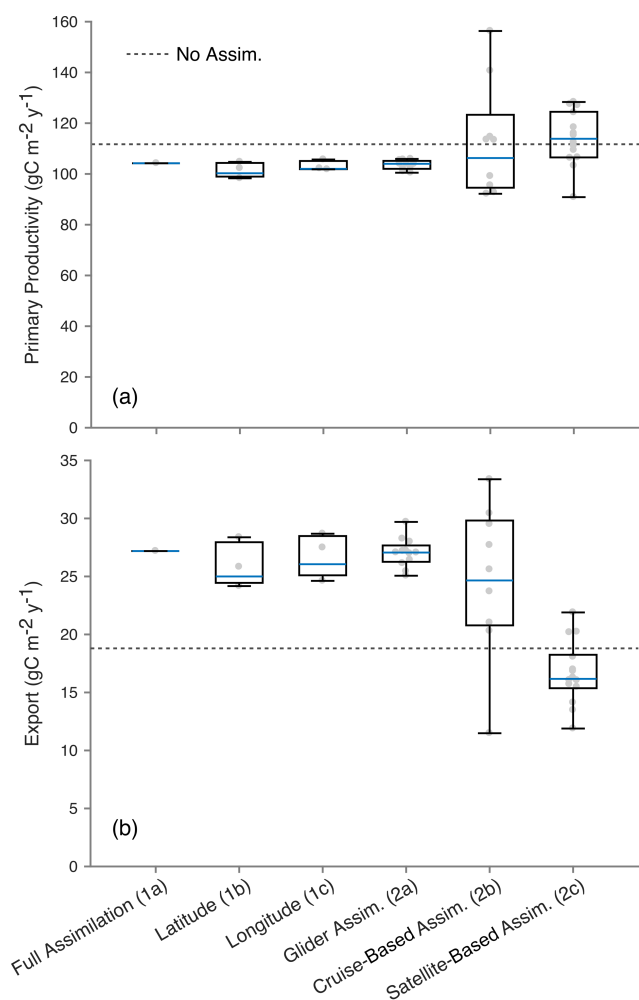 160
140
120
100
80
60
40
20
0
Primary Productivity (gC m-2 y-1)
No Assim.
(a)
35
30
25
20
15
10
5
0
Export (gC m-2 y-1)
(b)
Full Assimilation (1a)
Latitude (1b)
Longitude (1c)
Glider Assim. (2a)
Cruise-Based Assim. (2b)
Satellite-Based Assim. (2c)